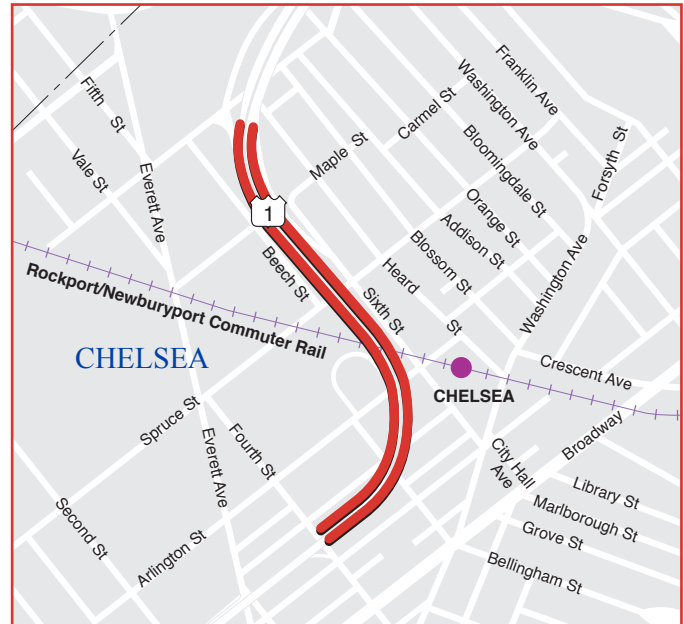 Franklin Ave
Washington Ave
Fifth St
Carmel St
Forsyth St
Maple St
Bloomingdale St
Vale St
Everett Ave
Orange St
Addison St
1
Blossom St
Washington Ave
Beech St
Heard St
Sixth St
Rockport/Newburyport Commuter Rail
CHELSEA
CHELSEA
Crescent Ave
Spruce St
Everett Ave
Fourth St
Broadway
City Hall
Ave
Library St
Marlborough St
Grove St
Second St
Arlington St
Bellingham St